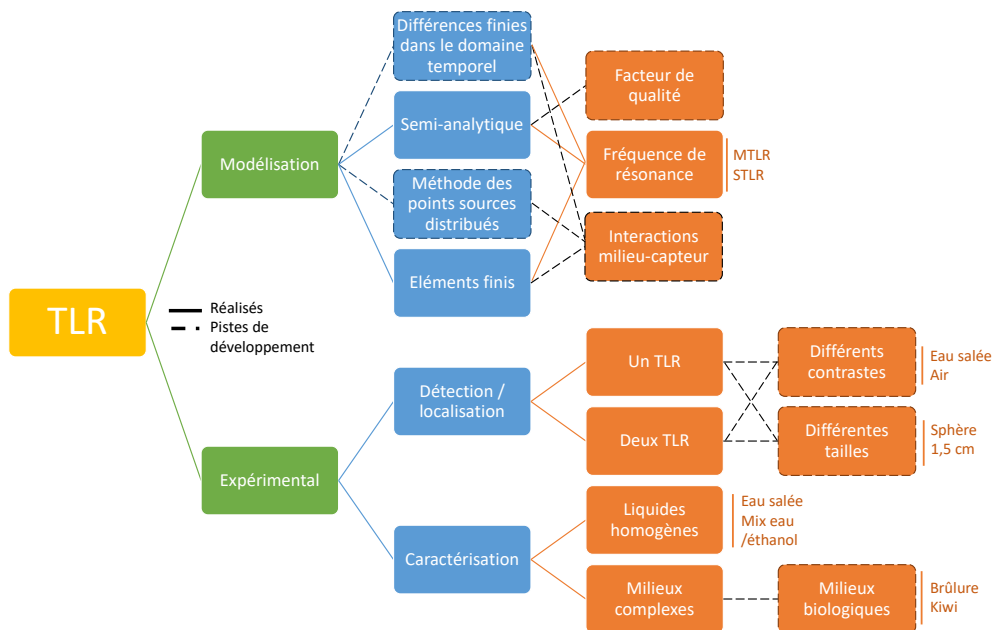 TLR
Réalisés
Pistes de
développement
Modélisation
Expérimental
Différences finies
dans le domaine
temporel
Semi-analytique
Méthode des
points sources
distribués
Eléments finis
Facteur de
qualité
Fréquence de
résonance
MTLR
STLR
Interactions
milieu-capteur
Détection /
localisation
Caractérisation
Un TLR
Deux TLR
Différents
contrastes
Eau salée
Air
Différentes
tailles
Sphère
1,5 cm
Liquides
homogènes
Eau salée
Mix eau
/éthanol
Milieux
complexes
Milieux
biologiques
Brûlure
Kiwi